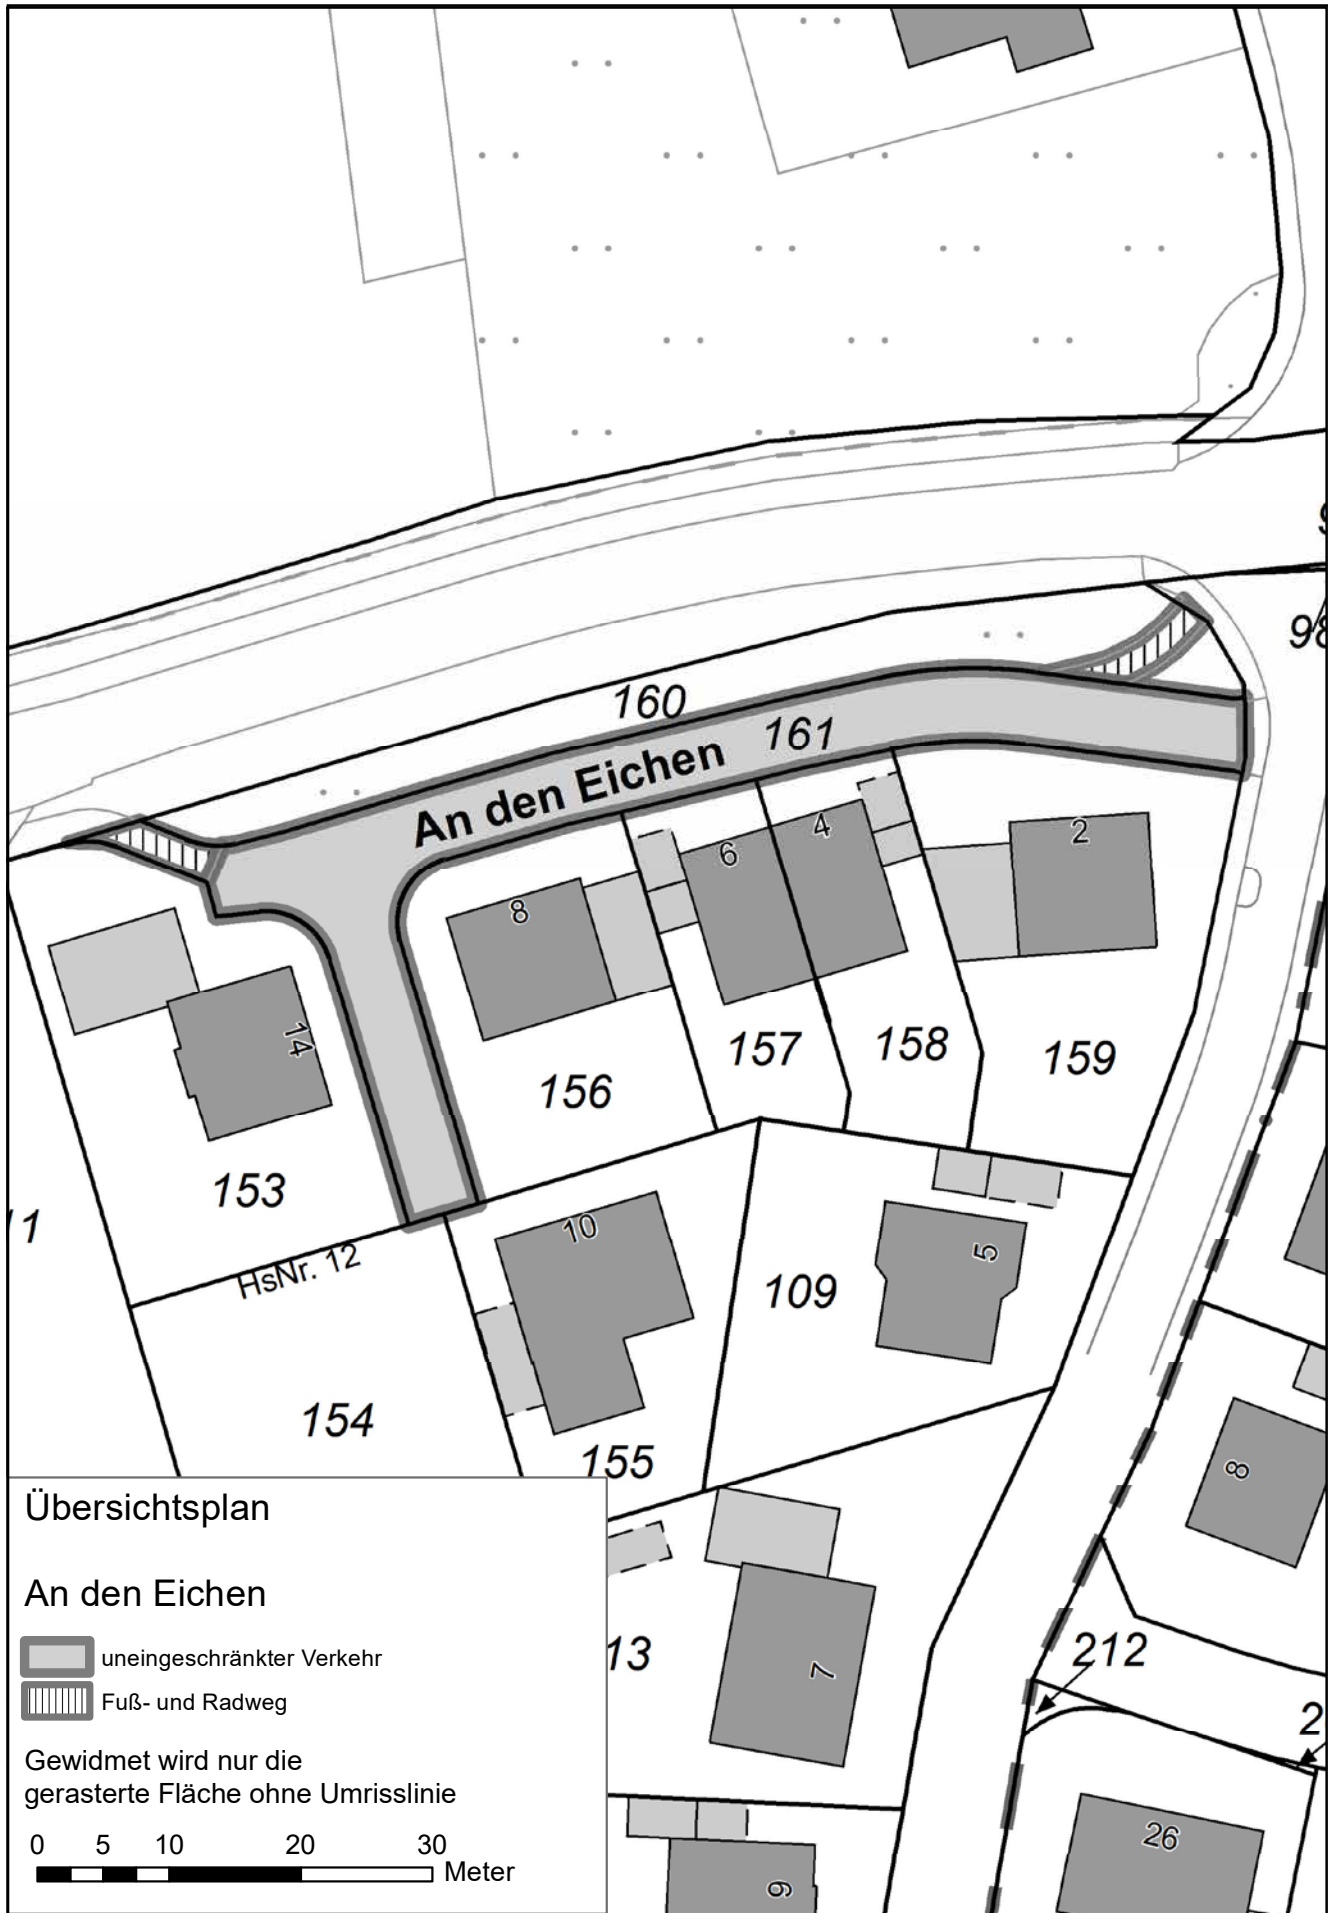 98
160
161
An den Eichen
2
4
6
8
14
157
158
159
156
153
11
HsNr. 12
10
5
109
154
155
8
7
13
212
26
9
Übersichtsplan
An den Eichen
uneingeschränkter Verkehr
Fuß- und Radweg
Gewidmet wird nur die
gerasterte Fläche ohne Umrisslinie
0 5 10 20 30
Meter